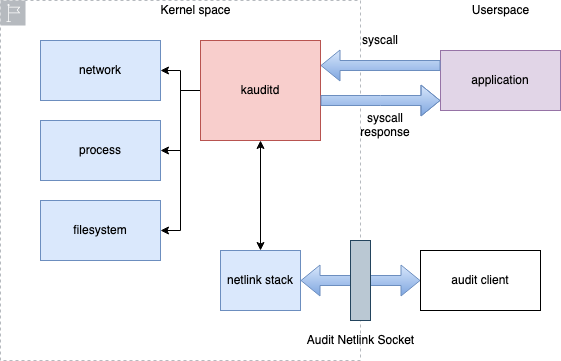 Kernel space
Userspace
network
kauditd
syscall
application
syscall
response
process
filesystem
netlink stack
audit client
Audit Netlink Socket